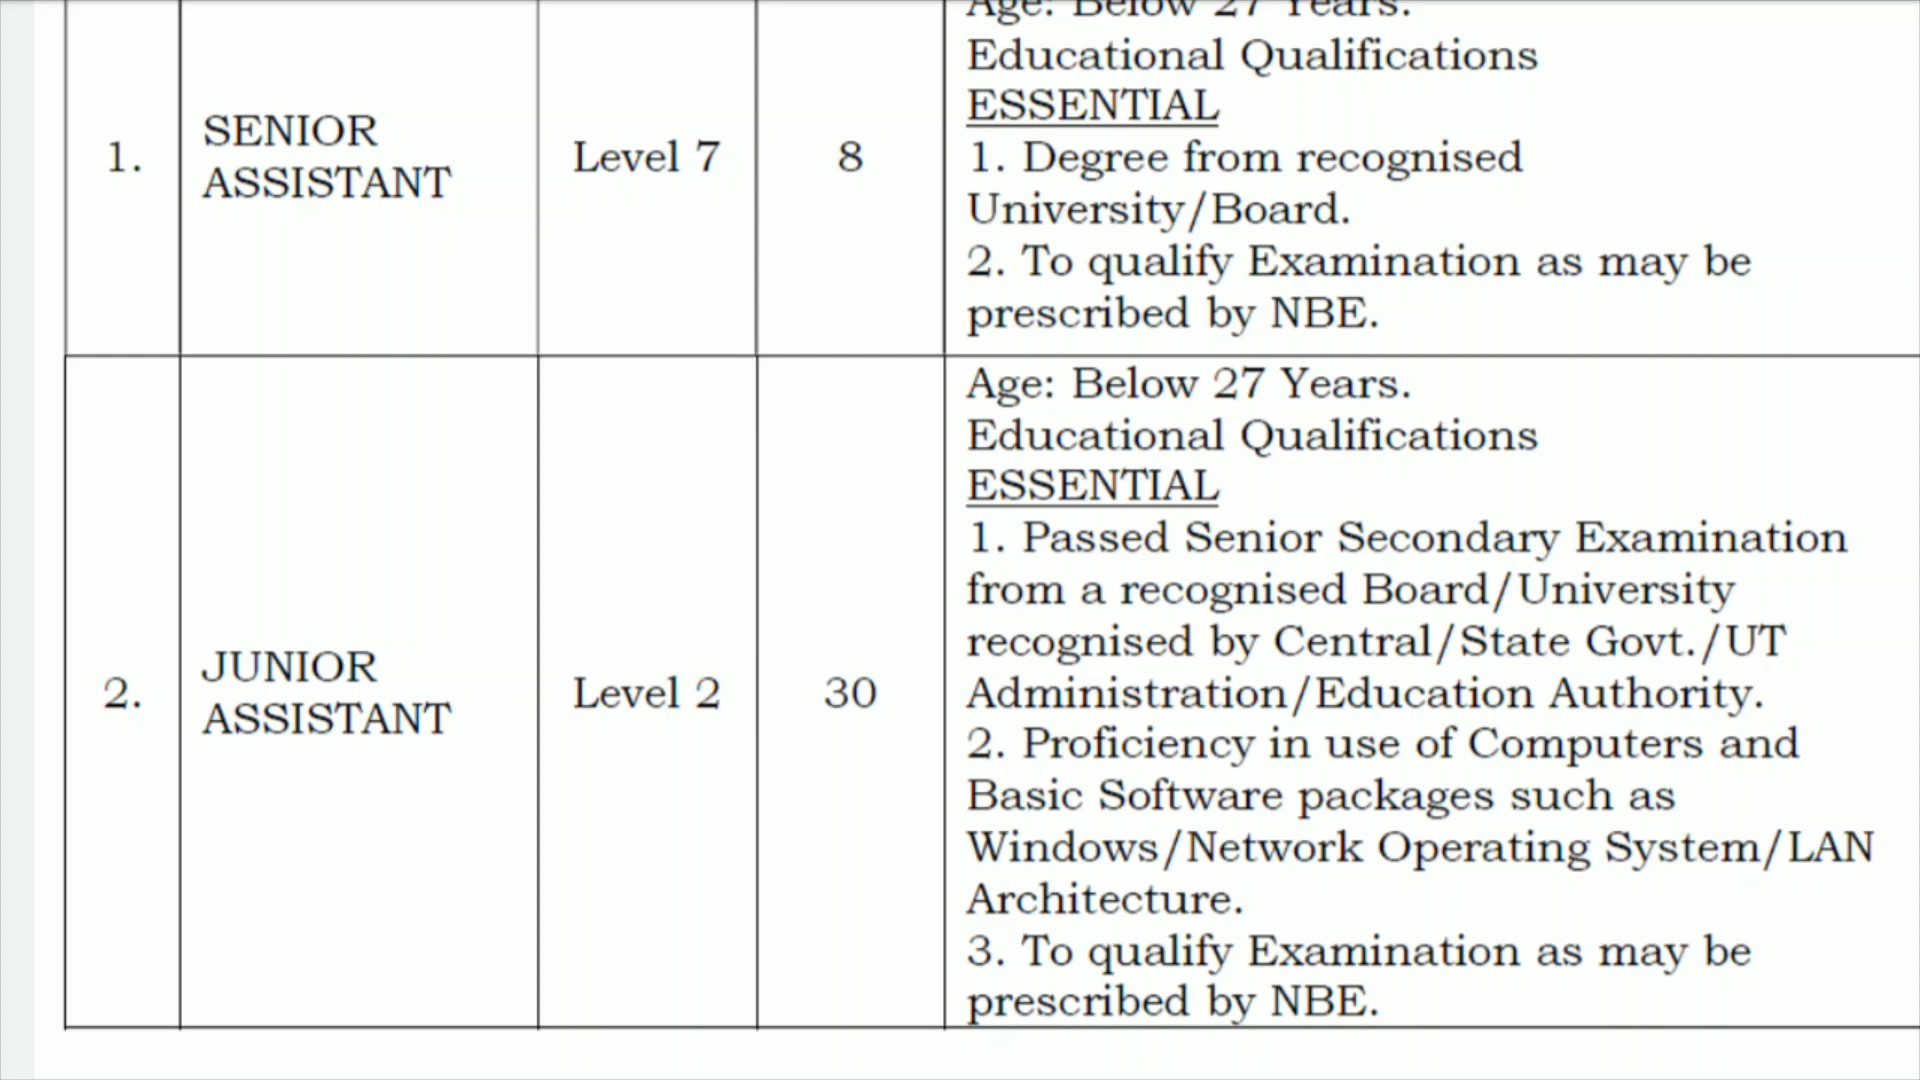 Age: Below 27 Years.
Educational Qualifications
ESSENTIAL
1. SENIOR ASSISTANT Level 7 8
1. Degree from recognised
University/Board.
2. To qualify Examination as may be
prescribed by NBE.
Age: Below 27 Years.
Educational Qualifications
ESSENTIAL
1. Passed Senior Secondary Examination
from a recognised Board/University
recognised by Central/State Govt./UT
2. JUNIOR ASSISTANT Level 2 30
Administration/Education Authority.
2. Proficiency in use of Computers and
Basic Software packages such as
Windows/Network Operating System/LAN
Architecture.
3. To qualify Examination as may be
prescribed by NBE.